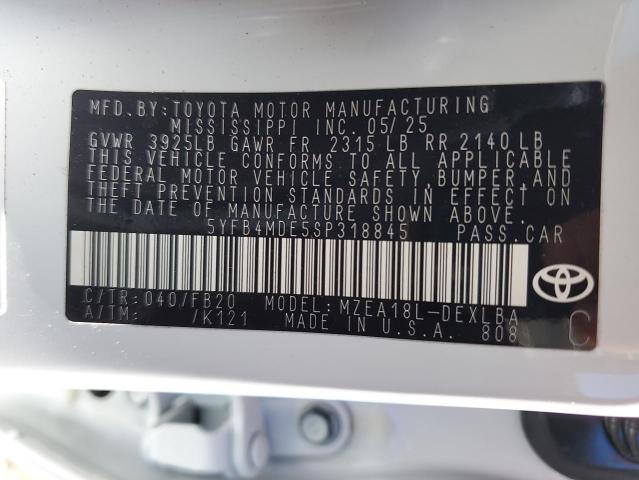 MFD.BY:TOYOTA MOTOR MANUFACTURING
MISSISSIPPI INC. 05/25
GVWR 3925LB GAWR FR 2315 LB RR 2140 LB
THIS VEHICLE CONFORMS TO ALL APPLICABLE
FEDERAL MOTOR VEHICLE SAFETY, BUMPER, AND
THEFT PREVENTION STANDARDS IN EFFECT ON
THE DATE OF MANUFACTURE SHOWN ABOVE.
5YFB4MDE5SP318845 PASS.CAR
C/TR: 040/FB20 MODEL: MZEA18L-DEXLBA
A/TM: /K121 MADE IN U.S.A. 808
C